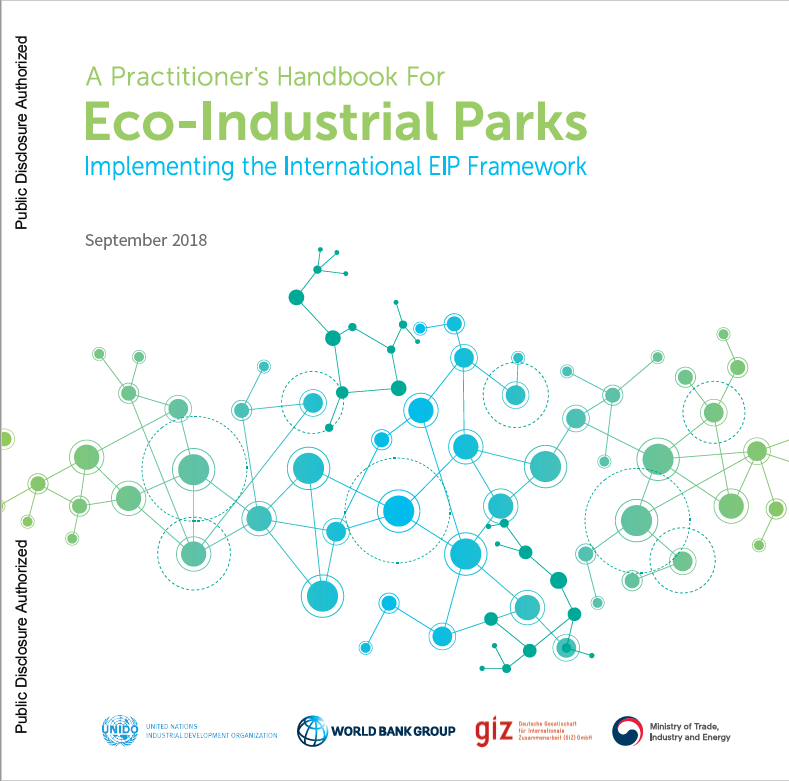 Public Disclosure Authorized
A Practitioner's Handbook For
Eco-Industrial Parks
Implementing the International EIP Framework
September 2018
Public Disclosure Authorized
UNIDO
UNITED NATIONS
INDUSTRIAL DEVELOPMENT ORGANIZATION
WORLD BANK GROUP
giz
Deutsche Gesellschaft
für Internationale
Zusammenarbeit (GIZ) GmbH
Ministry of Trade,
Industry and Energy